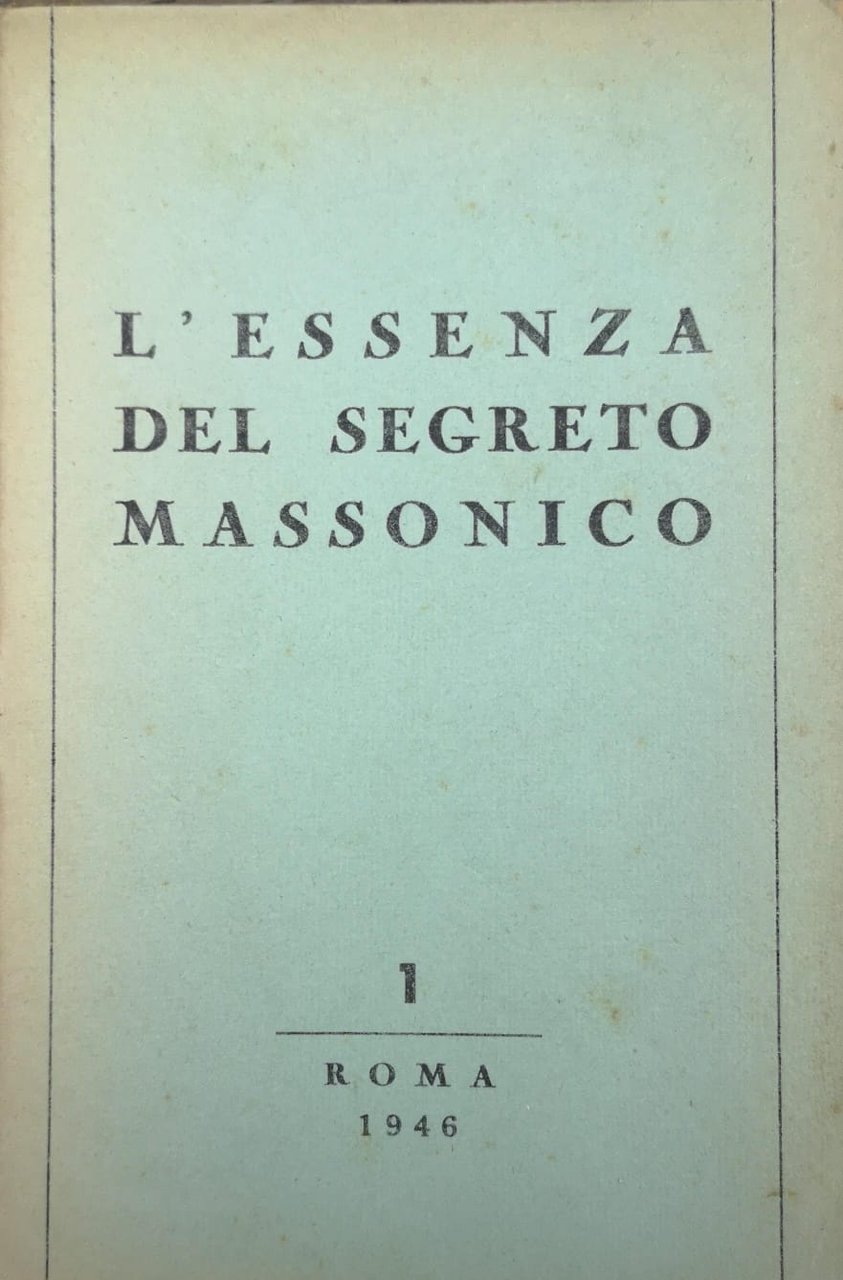 L'ESSENZA
DEL SEGRETO
MASSONICO
1
ROMA
1946